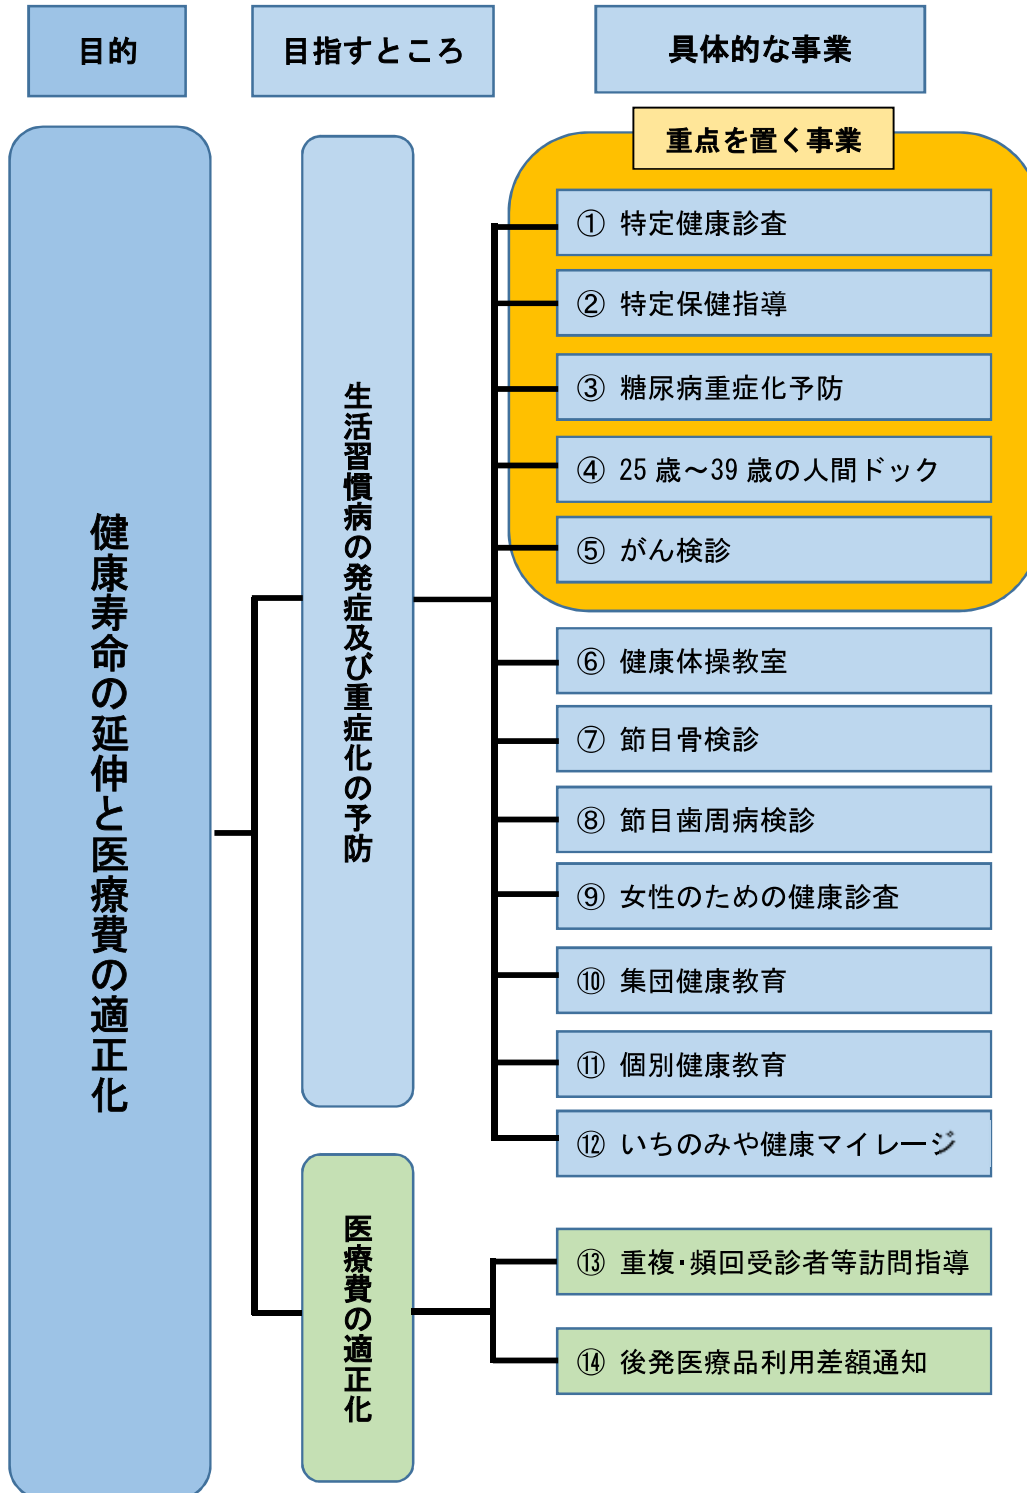 目的
目指すところ
具体的な事業
健康寿命の延伸と医療費の適正化
生活習慣病の発症及び重症化の予防
重点を置く事業
① 特定健康診査
② 特定保健指導
③ 糖尿病重症化予防
④ 25歳～39歳の人間ドック
⑤ がん検診
⑥ 健康体操教室
⑦ 節目骨検診
⑧ 節目歯周病検診
⑨ 女性のための健康診査
⑩ 集団健康教育
⑪ 個別健康教育
⑫ いちのみや健康マイレージ
医療費の適正化
⑬ 重複・頻回受診者等訪問指導
⑭ 後発医療品利用差額通知